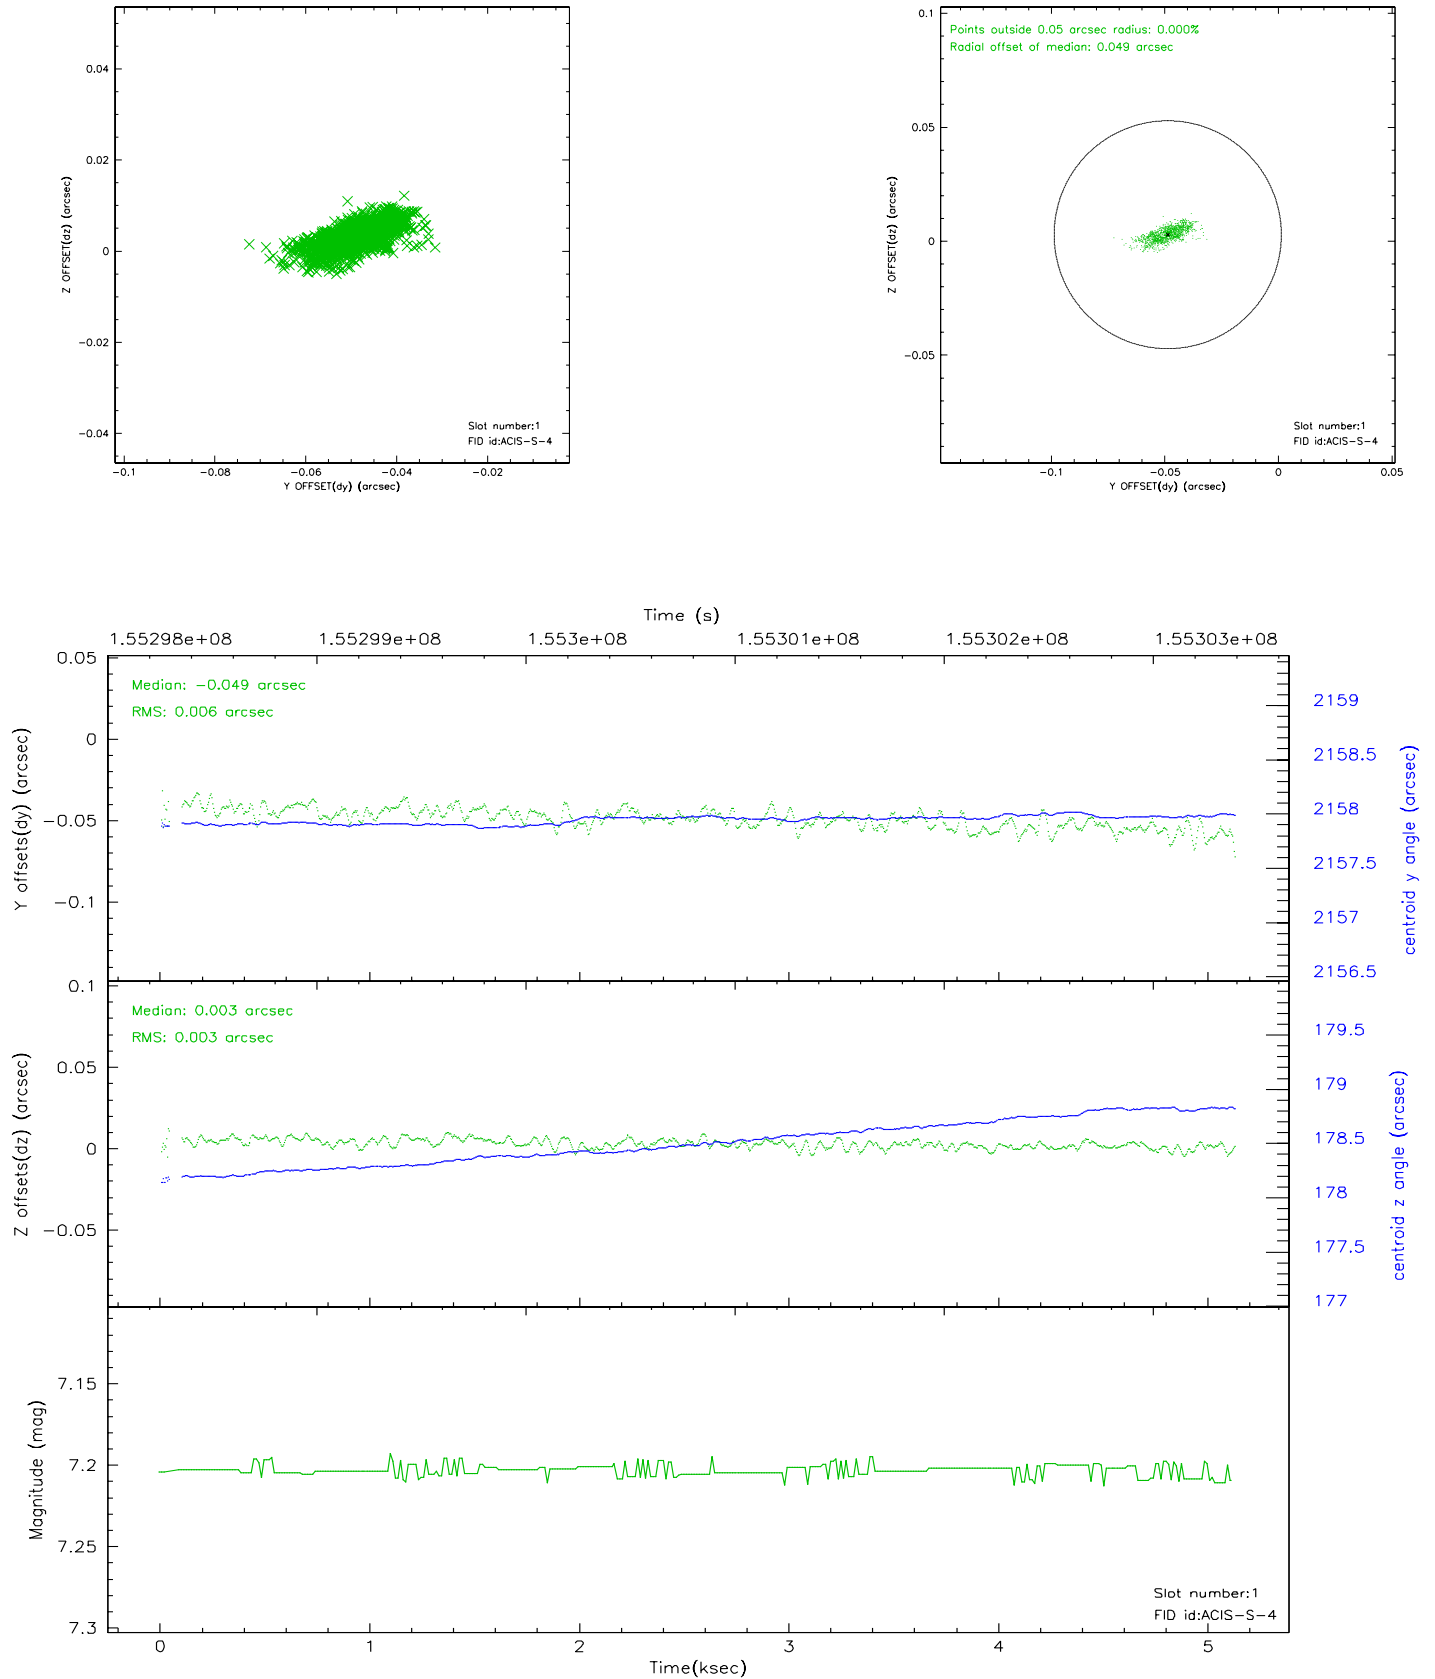 0.04
0.02
0
−0.02
−0.04
Z OFFSET(dz) (arcsec)
Slot number:1
FID id:ACIS−S−4
−0.1
−0.08
−0.06
−0.04
−0.02
Y OFFSET(dy) (arcsec)
Points outside 0.05 arcsec radius: 0.000%
Radial offset of median: 0.049 arcsec
0.1
0.05
0
−0.05
Z OFFSET(dz) (arcsec)
Slot number:1
FID id:ACIS−S−4
−0.1
−0.05
0
0.05
Y OFFSET(dy) (arcsec)
Time (s)
1.55298e+08
1.55299e+08
1.553e+08
1.55301e+08
1.55302e+08
1.55303e+08
Median: −0.049 arcsec
RMS: 0.006 arcsec
0.05
0
−0.05
−0.1
Y offsets(dy) (arcsec)
2159
2158.5
2158
2157.5
2157
2156.5
centroid y angle (arcsec)
Median: 0.003 arcsec
RMS: 0.003 arcsec
0.1
0.05
0
−0.05
Z offsets(dz) (arcsec)
179.5
179
178.5
178
177.5
177
centroid z angle (arcsec)
7.15
7.2
7.25
7.3
Magnitude (mag)
Slot number:1
FID id:ACIS−S−4
0
1
2
3
4
5
Time(ksec)